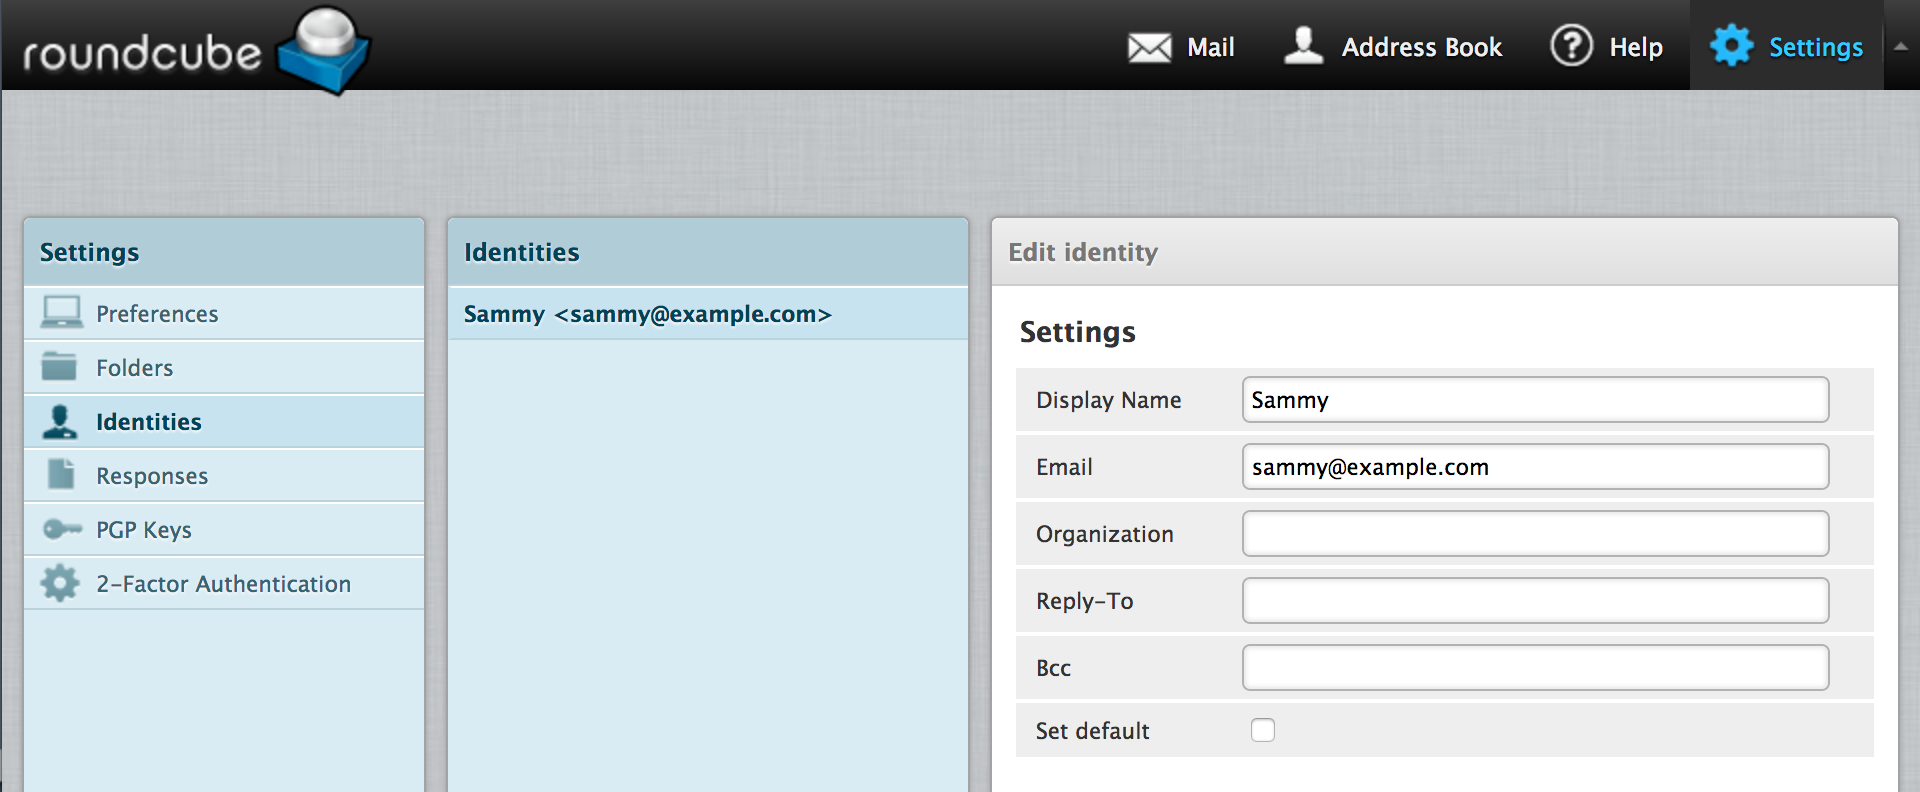 roundcube
Mail
Address Book
? Help
Settings
Settings
Preferences
Folders
Identities
Responses
PGP Keys
2-Factor Authentication
Identities
Sammy <sammy@example.com>
Edit identity
Settings
Display Name Sammy
Email sammy@example.com
Organization
Reply-To
Bcc
Set default